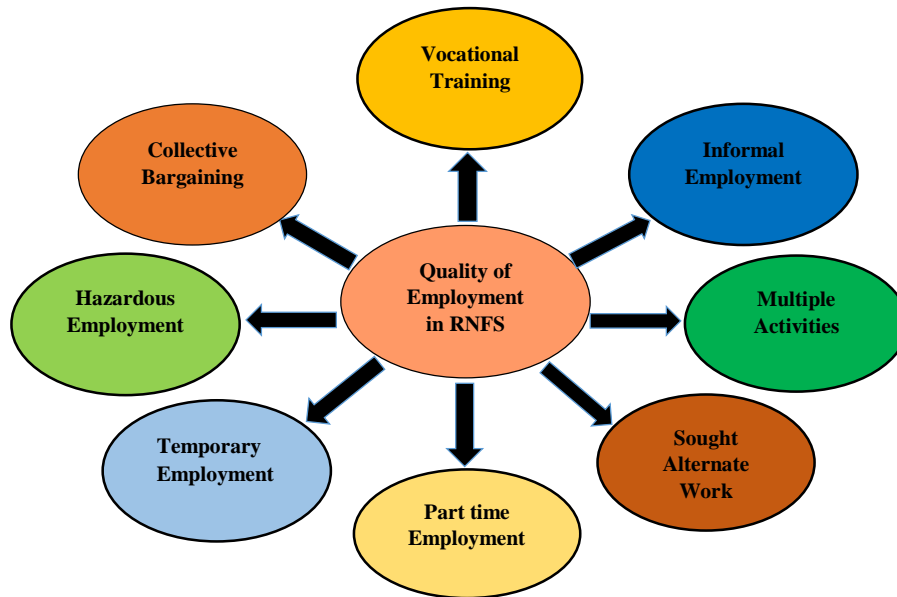 Vocational
Training
Collective
Bargaining
Informal
Employment
Quality of
Employment
in RNFS
Hazardous
Employment
Multiple
Activities
Temporary
Employment
Sought
Alternate
Work
Part time
Employment